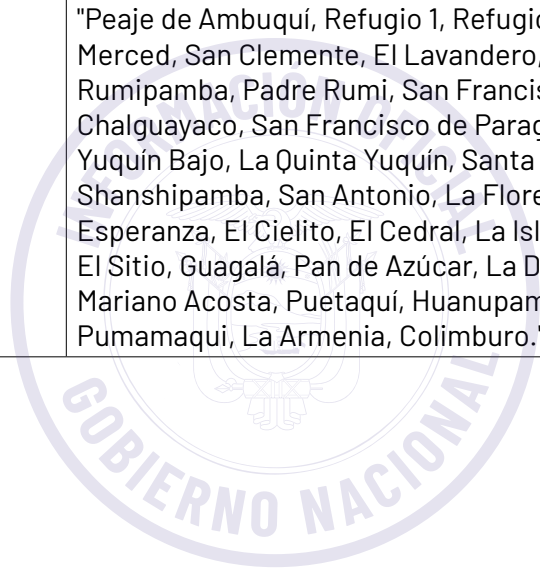 "Peaje de Ambuquí, Refugio 1, Refugio
Merced, San Clemente, El Lavandero,
Rumipamba, Padre Rumi, San Francis
Chalguayaco, San Francisco de Parag
Yuquín Bajo, La Quinta Yuquín, Santa
Shanshipamba, San Antonio, La Flore
Esperanza, El Cielito, El Cedral, La Isl
El Sitio, Guagalá, Pan de Azúcar, La D
Mariano Acosta, Puetaquí, Huanupam
Pumamaqui, La Armenia, Colimburo."
INFORMACIÓN OFICIAL
GOBIERNO NACIONAL